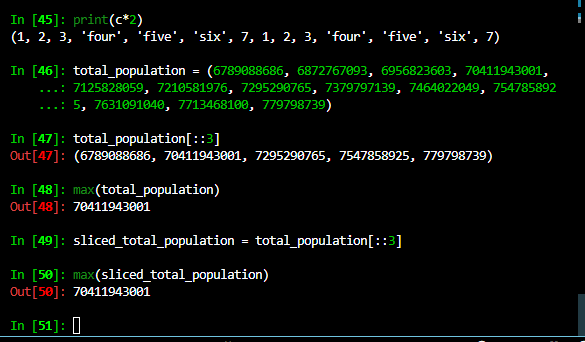 In [45]: print(c*2)
(1, 2, 3, 'four', 'five', 'six', 7, 1, 2, 3, 'four', 'five', 'six', 7)
In [46]: total_population = (6789088686, 6872767093, 6956823603, 70411943001,
...: 7125828059, 7210581976, 7295290765, 7379797139, 7464022049, 754785892
...: 5, 7631091040, 7713468100, 779798739)
In [47]: total_population[::3]
Out[47]: (6789088686, 70411943001, 7295290765, 7547858925, 779798739)
In [48]: max(total_population)
Out[48]: 70411943001
In [49]: sliced_total_population = total_population[::3]
In [50]: max(sliced_total_population)
Out[50]: 70411943001
In [51]: